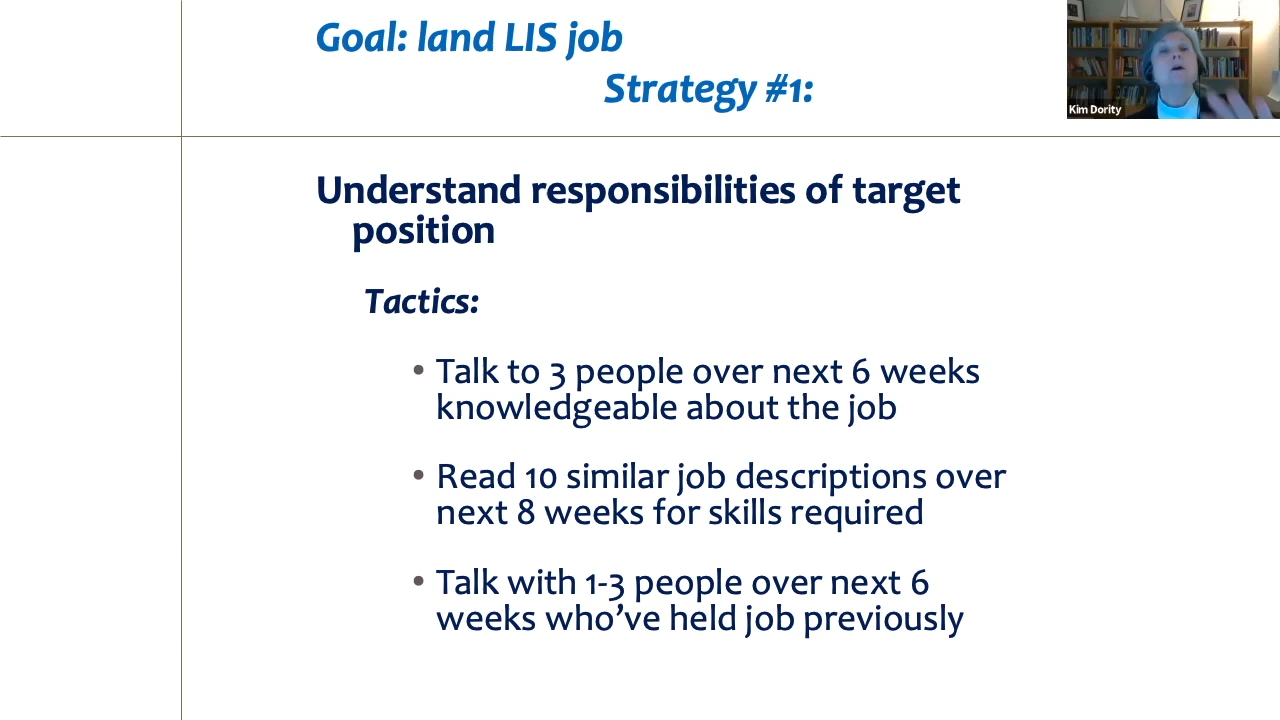 Goal: land LIS job
Strategy #1:
Kim Dority
Understand responsibilities of target
position
Tactics:
• Talk to 3 people over next 6 weeks
knowledgeable about the job
• Read 10 similar job descriptions over
next 8 weeks for skills required
• Talk with 1-3 people over next 6
weeks who’ve held job previously